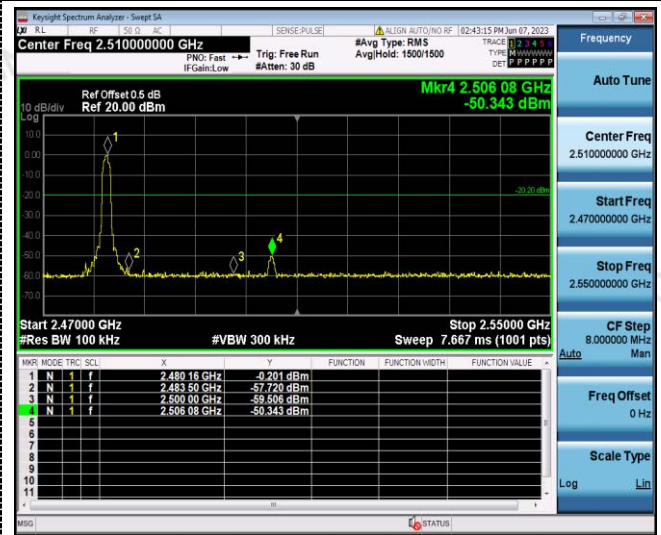 Keysight Spectrum Analyzer - Swept SA
LXI RL RF 50 Ω AC SENSE:PULSE ALIGN AUTO/NO RF 02:43:15 PM Jun 07, 2023
Center Freq 2.510000000 GHz
PNO: Fast
IFGain:Low
Trig: Free Run
#Atten: 30 dB
#Avg Type: RMS
Avg|Hold: 1500/1500
TRACE 1 2 3 4 5 6
TYPE M W W W W W
DET P P P P P P
Ref Offset 0.5 dB
10 dB/div Ref 20.00 dBm
Log
Mkr4 2.506 08 GHz
-50.343 dBm
10.0
0.00
-10.0
-20.0
-30.0
-40.0
-50.0
-60.0
-70.0
1
2
3
4
-20.20 dBm
Start 2.47000 GHz Stop 2.55000 GHz
#Res BW 100 kHz #VBW 300 kHz Sweep 7.667 ms (1001 pts)
MKR MODE TRC SCL X Y FUNCTION FUNCTION WIDTH FUNCTION VALUE
1 N 1 f 2.480 16 GHz -0.201 dBm
2 N 1 f 2.483 50 GHz -57.720 dBm
3 N 1 f 2.500 00 GHz -59.506 dBm
4 N 1 f 2.506 08 GHz -50.343 dBm
5
6
7
8
9
10
11
MSG STATUS
Frequency
Auto Tune
Center Freq
2.510000000 GHz
Start Freq
2.470000000 GHz
Stop Freq
2.550000000 GHz
CF Step
8.000000 MHz
Auto Man
Freq Offset
0 Hz
Scale Type
Log Lin